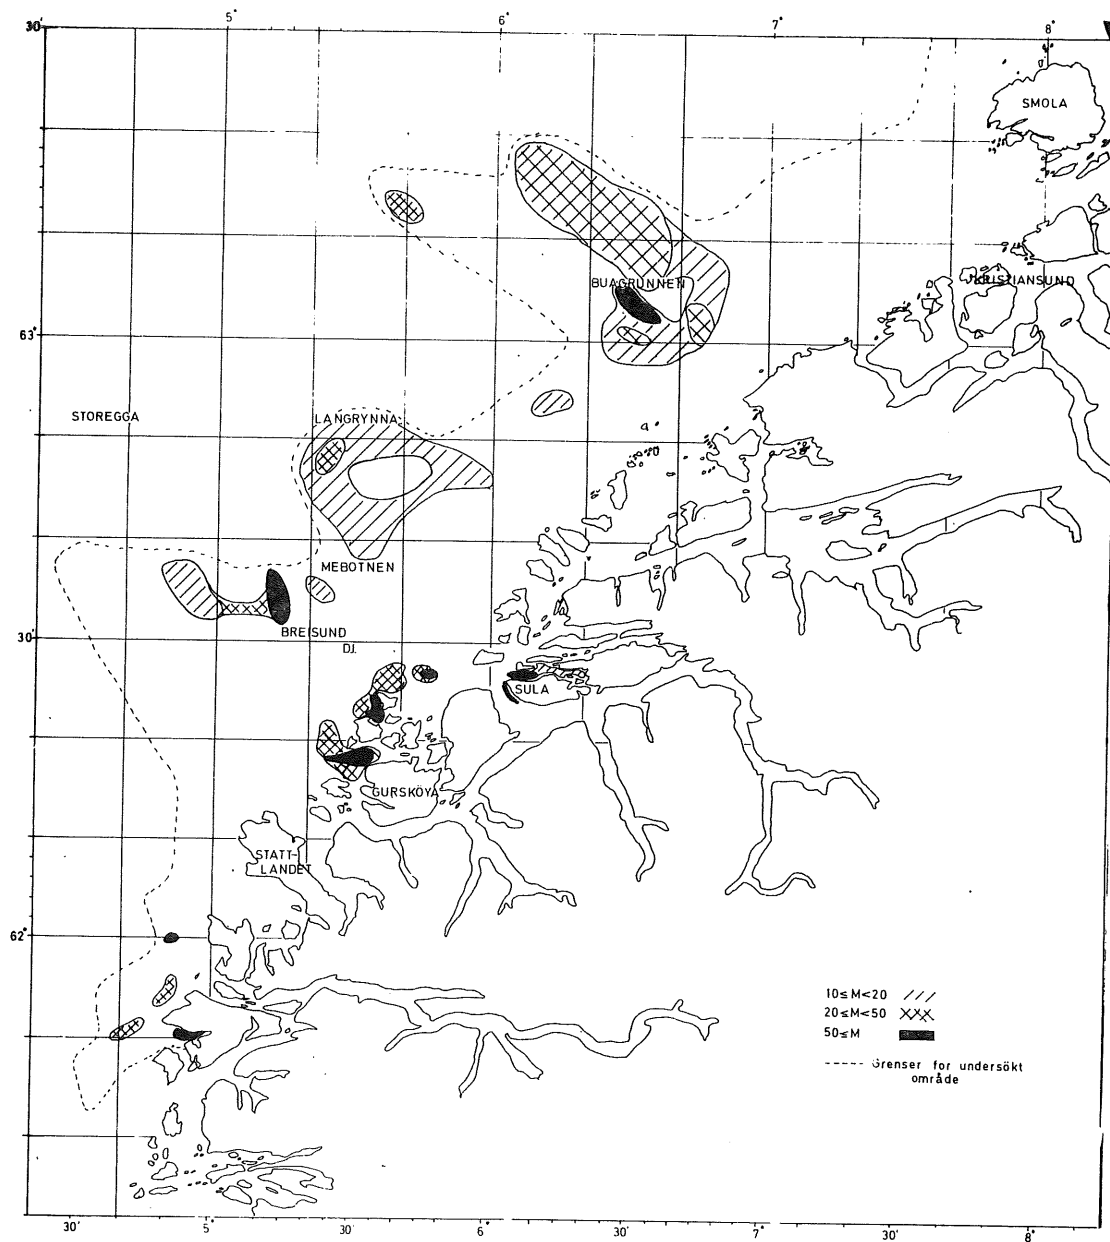 30'
5°
6°
7°
8°
SMOLA
BUAGRUNNEN
KRISTIANSUND
63°
STOREGGA
LANGRYNNA
MEBOTNEN
BREISUND
DJ.
30'
SULA
GURSKÖYA
STATT-
LANDET
62°
10≤M<20
20≤M<50
50≤M
Grenser for undersökt
område
30'
5°
30'
6°
30'
7°
30'
8°